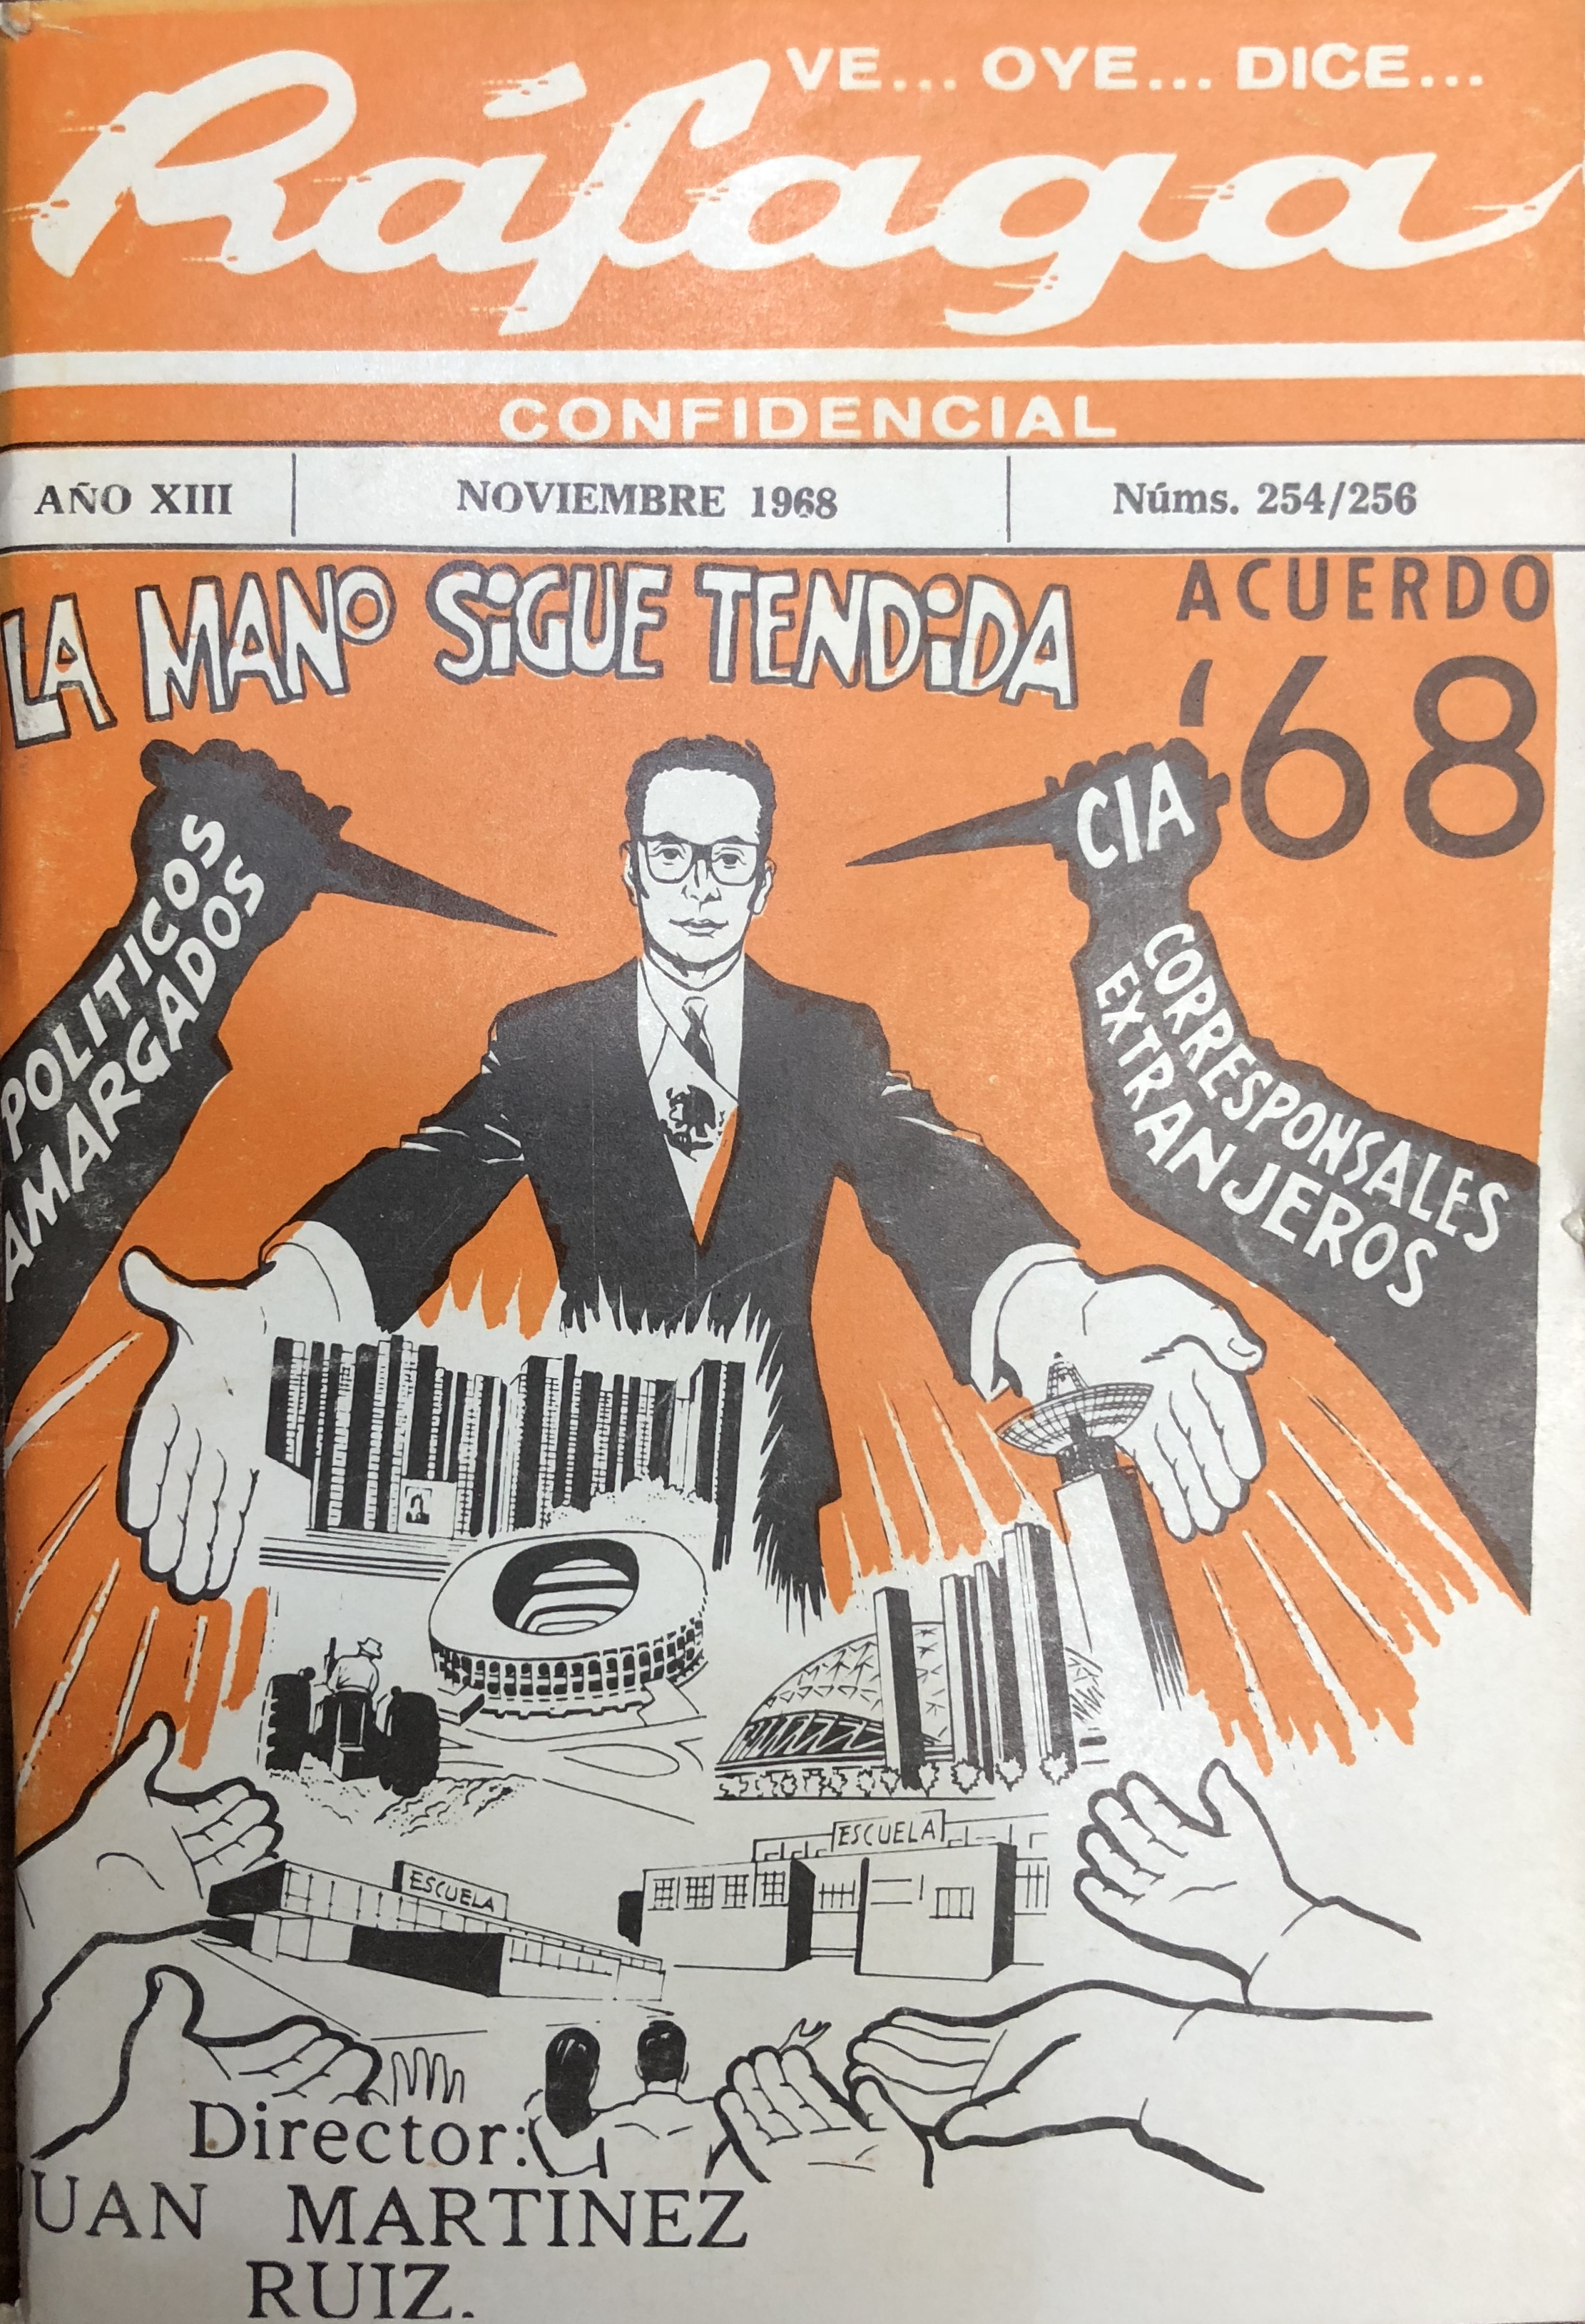 VE... OYE... DICE...
Ráfaga
CONFIDENCIAL
AÑO XIII
NOVIEMBRE 1968
Núms. 254/256
LA MANO SiGUE TENDiDA
ACUERDO
'68
POLITICOS
AMARGADOS
CIA
CORRESPONSALES
EXTRANJEROS
ESCUELA
ESCUELA
Director:
JUAN MARTINEZ
RUIZ.